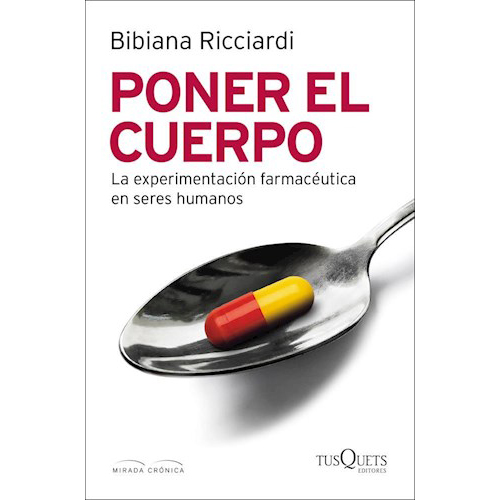 Bibiana Ricciardi
PONER EL
CUERPO
La experimentación farmacéutica
en seres humanos
MIRADA CRÓNICA
TUSQUETS
EDITORES